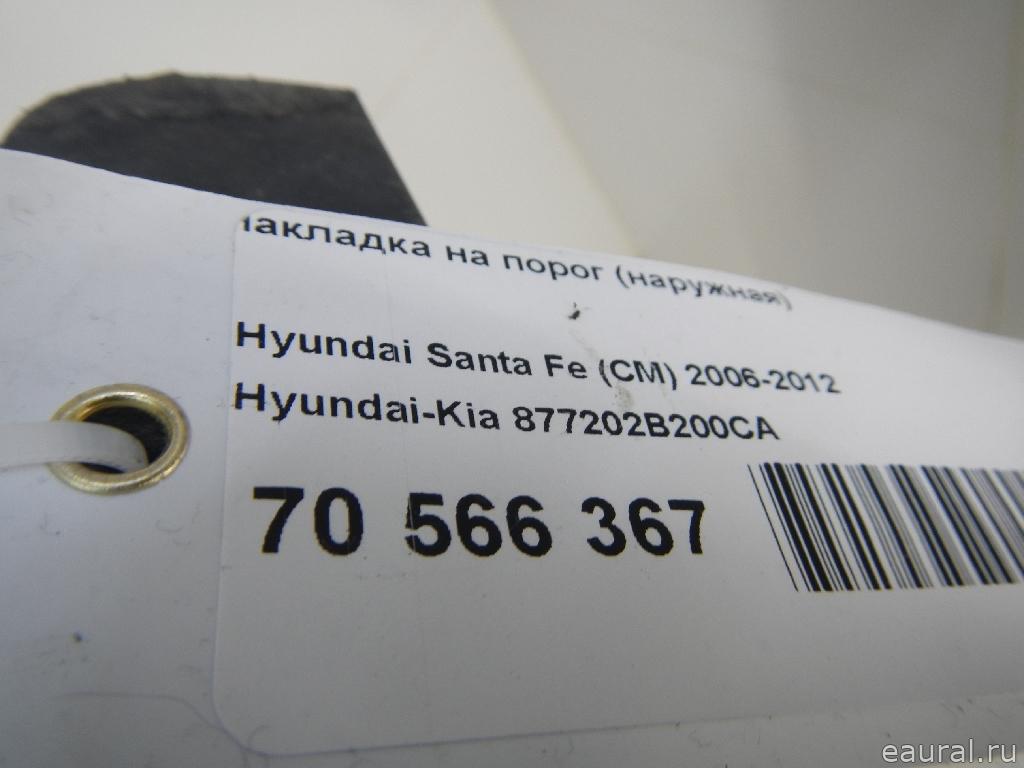 накладка на порог (наружная)
Hyundai Santa Fe (CM) 2006-2012
Hyundai-Kia 877202B200CA
70 566 367
eaural.ru